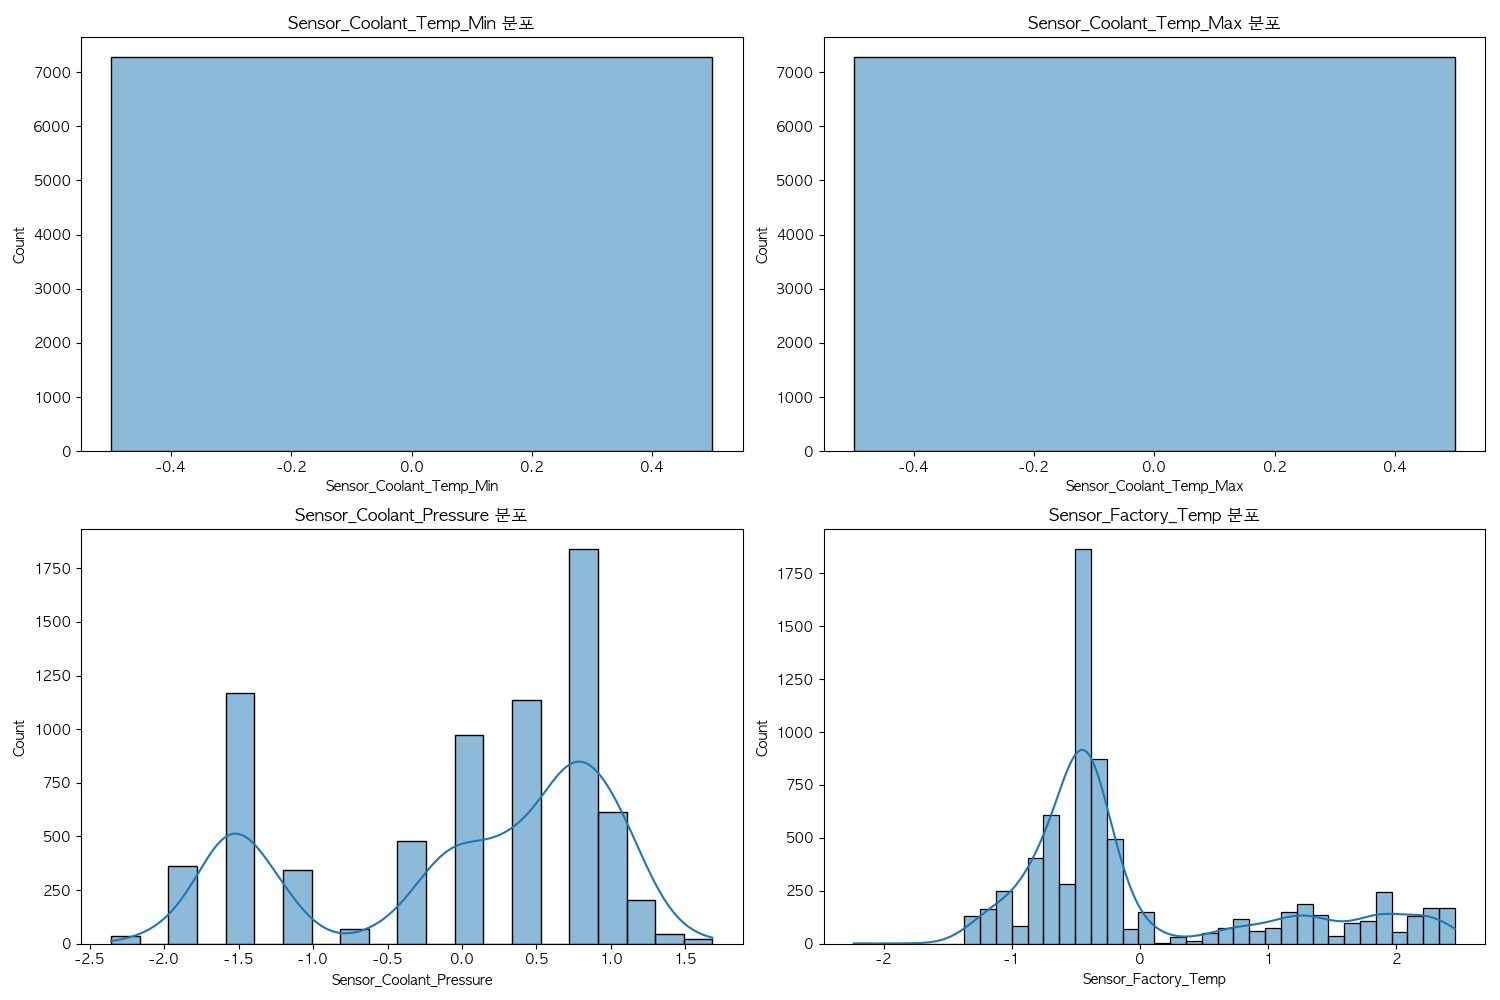 Sensor_Coolant_Temp_Min 분포
7000
6000
5000
4000
3000
2000
1000
0
Count
-0.4 -0.2 0.0 0.2 0.4
Sensor_Coolant_Temp_Min
Sensor_Coolant_Temp_Max 분포
7000
6000
5000
4000
3000
2000
1000
0
Count
-0.4 -0.2 0.0 0.2 0.4
Sensor_Coolant_Temp_Max
Sensor_Coolant_Pressure 분포
1750
1500
1250
1000
750
500
250
0
Count
-2.5 -2.0 -1.5 -1.0 -0.5 0.0 0.5 1.0 1.5
Sensor_Coolant_Pressure
Sensor_Factory_Temp 분포
1750
1500
1250
1000
750
500
250
0
Count
-2 -1 0 1 2
Sensor_Factory_Temp